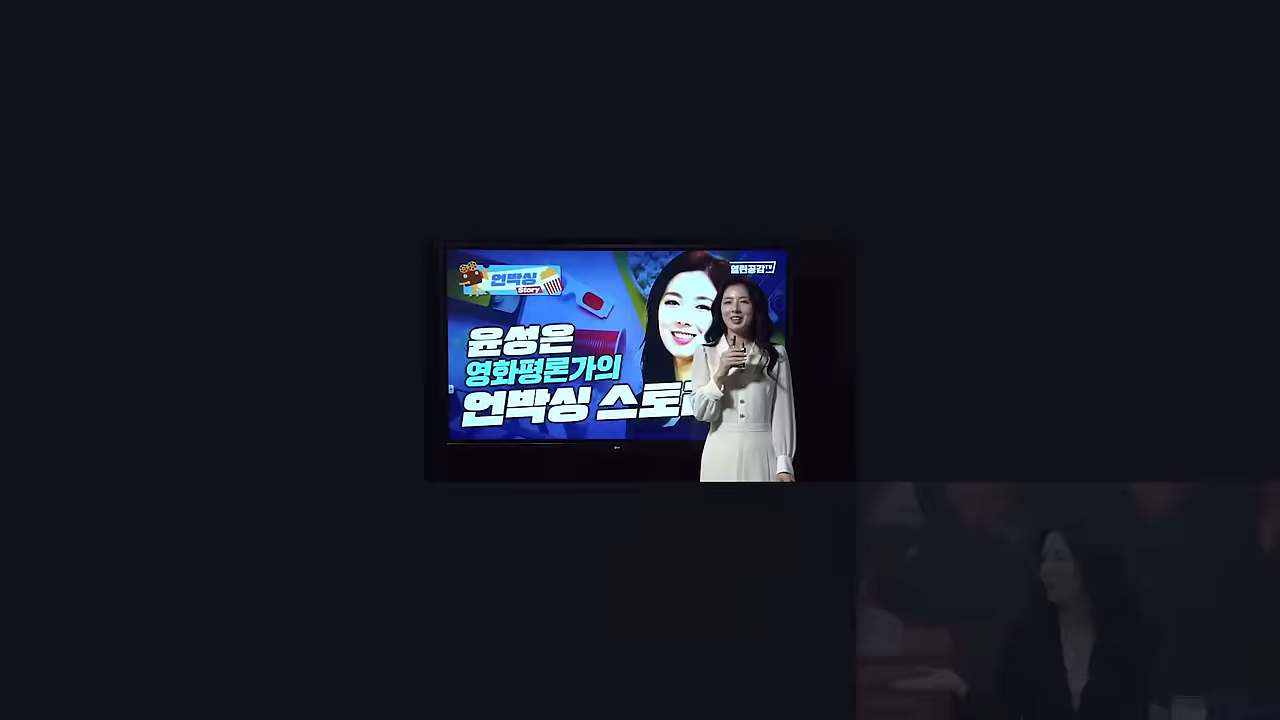 언박싱
Story
열린공감TV
윤성은
영화평론가의
언박싱 스토